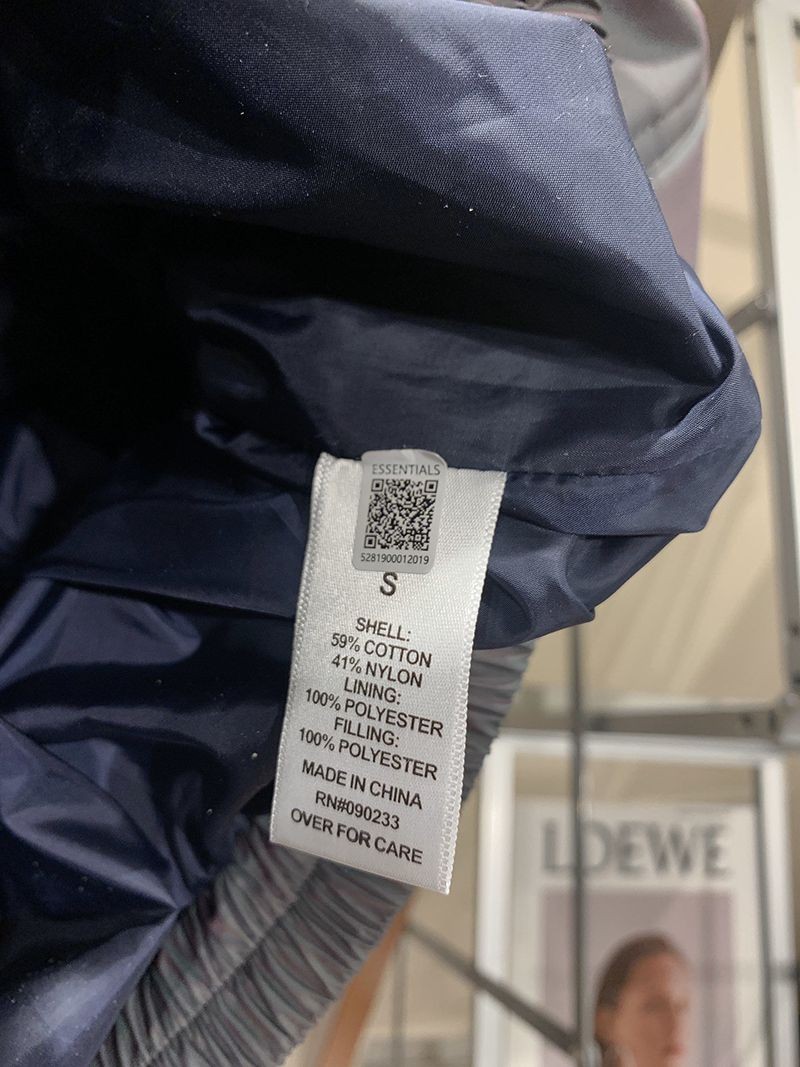 ESSENTIALS
5281900012019
S
SHELL:
59% COTTON
41% NYLON
LINING:
100% POLYESTER
FILLING:
100% POLYESTER
MADE IN CHINA
RN#090233
OVER FOR CARE
LOEWE